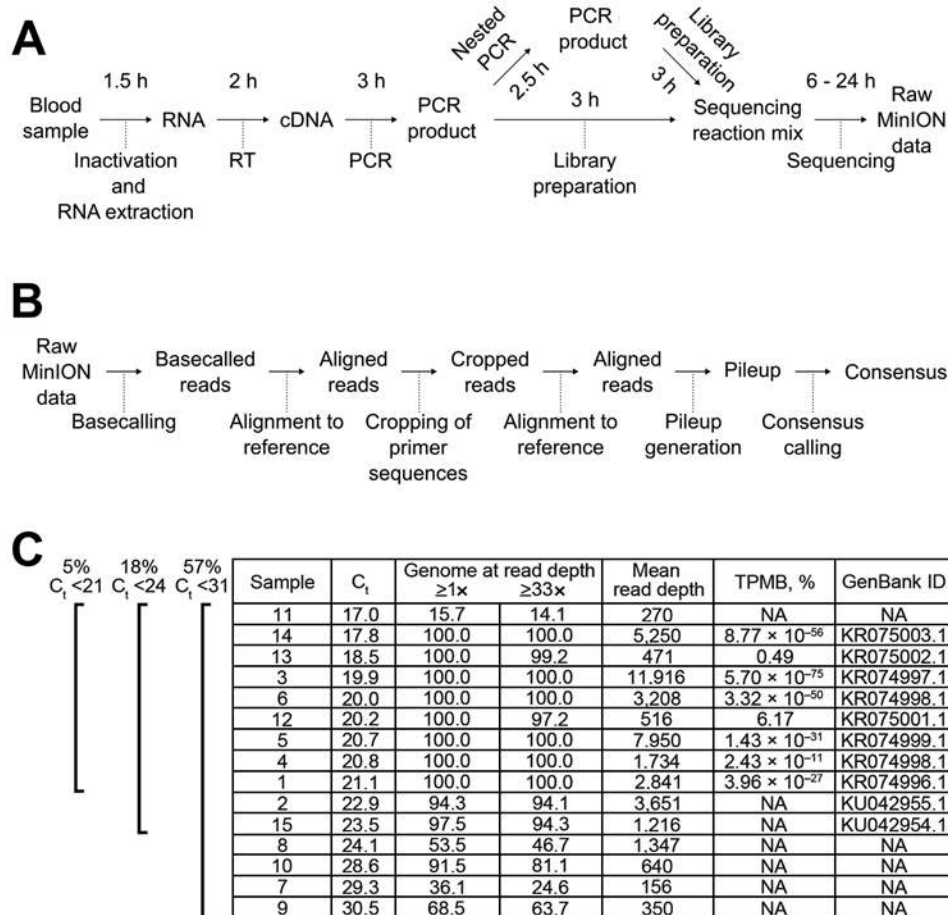 A
Blood
sample
1.5 h
Inactivation
and
RNA extraction
RNA
2 h
RT
cDNA
3 h
PCR
PCR
product
Nested
PCR
2.5 h
PCR
product
Library
preparation
3 h
3 h
Library
preparation
Sequencing
reaction mix
6 - 24 h
Sequencing
Raw
MinION
data
B
Raw
MinION
data
Basecalling
Basecalled
reads
Alignment to
reference
Aligned
reads
Cropping of
primer
sequences
Cropped
reads
Alignment to
reference
Aligned
reads
Pileup
generation
Pileup
Consensus
calling
Consensus
C
5% 18% 57%
Ct <21 Ct <24 Ct <31
Sample Ct Genome at read depth Mean read depth TPMB, % GenBank ID
≥1× ≥33×
11 17.0 15.7 14.1 270 NA NA
14 17.8 100.0 100.0 5,250 8.77 × 10⁻⁵⁶ KR075003.1
13 18.5 100.0 99.2 471 0.49 KR075002.1
3 19.9 100.0 100.0 11.916 5.70 × 10⁻⁷⁵ KR074997.1
6 20.0 100.0 100.0 3,208 3.32 × 10⁻⁵⁰ KR074998.1
12 20.2 100.0 97.2 516 6.17 KR075001.1
5 20.7 100.0 100.0 7.950 1.43 × 10⁻³¹ KR074999.1
4 20.8 100.0 100.0 1.734 2.43 × 10⁻¹¹ KR074998.1
1 21.1 100.0 100.0 2.841 3.96 × 10⁻²⁷ KR074996.1
2 22.9 94.3 94.1 3,651 NA KU042955.1
15 23.5 97.5 94.3 1.216 NA KU042954.1
8 24.1 53.5 46.7 1,347 NA NA
10 28.6 91.5 81.1 640 NA NA
7 29.3 36.1 24.6 156 NA NA
9 30.5 68.5 63.7 350 NA NA